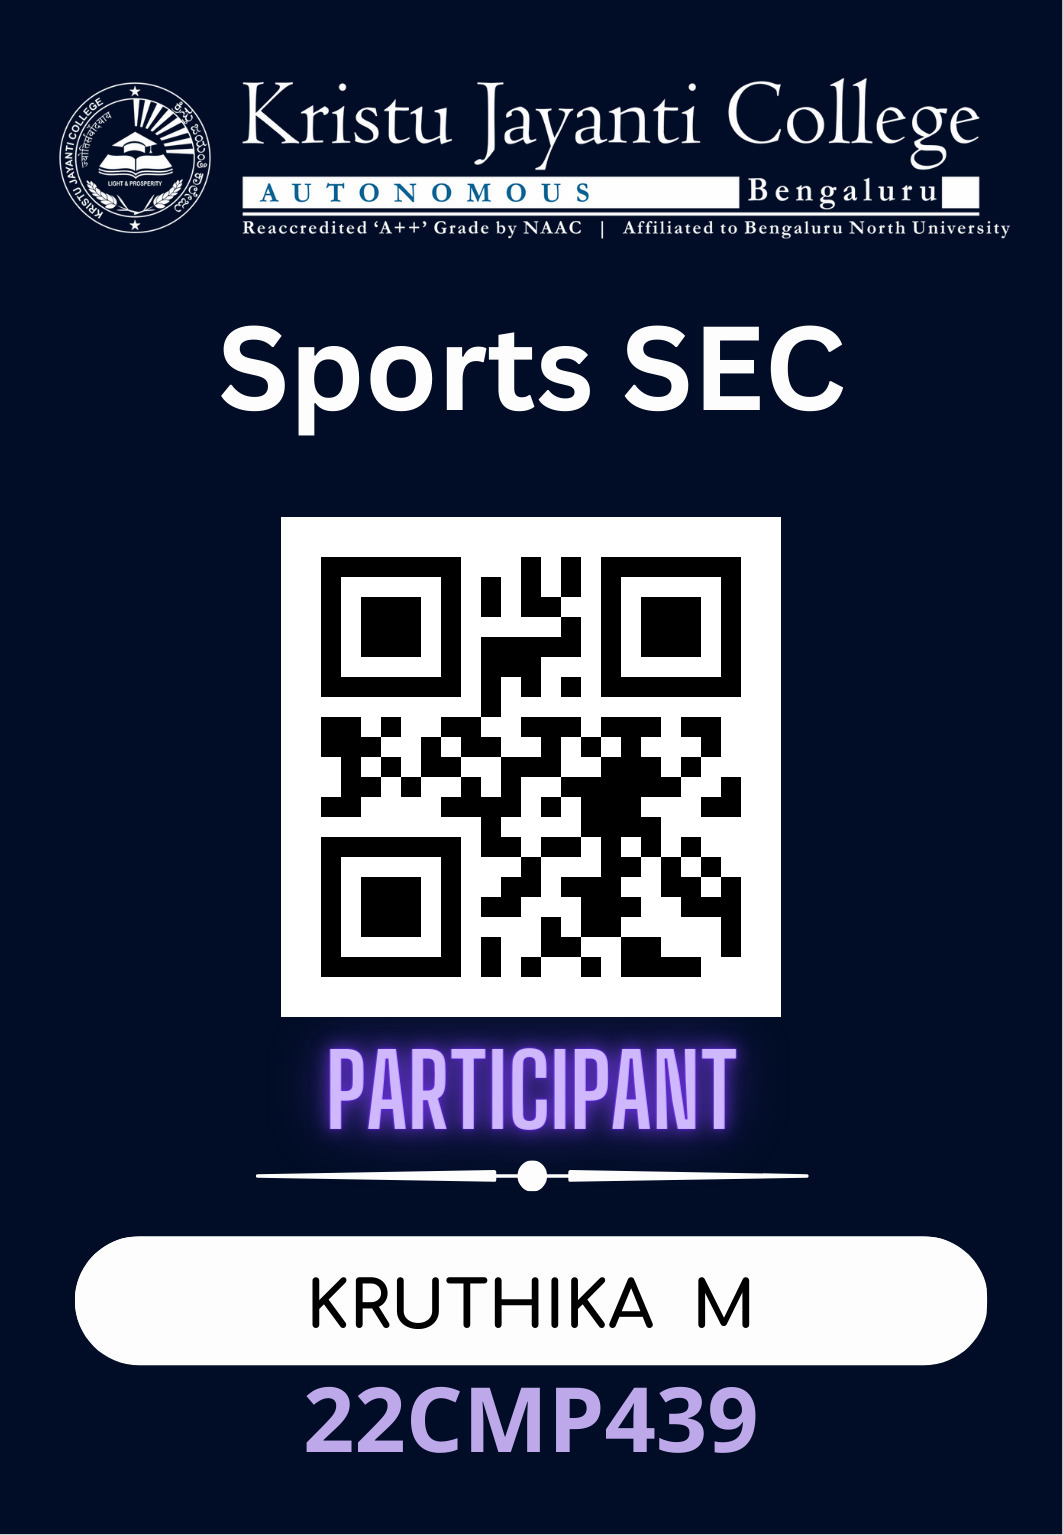 KRISTU JAYANTI COLLEGE
ಕ್ರಿಸ್ತು ಜಯಂತಿ ಕಾಲೇಜು
LIGHT & PROSPERITY
Kristu Jayanti College
AUTONOMOUS Bengaluru
Reaccredited ‘A++’ Grade by NAAC | Affiliated to Bengaluru North University
Sports SEC
PARTICIPANT
KRUTHIKA M
22CMP439